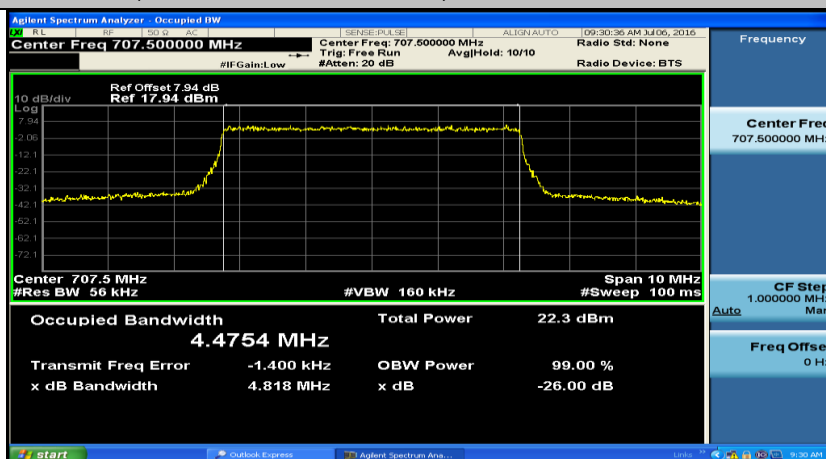 Agilent Spectrum Analyzer - Occupied BW
LXI RL RF 50 Ω AC SENSE:PULSE ALIGN AUTO 09:30:36 AM Jul 06, 2016
Center Freq 707.500000 MHz Center Freq: 707.500000 MHz Radio Std: None Frequency
Trig: Free Run Avg|Hold: 10/10
#IFGain:Low #Atten: 20 dB Radio Device: BTS
Ref Offset 7.94 dB
10 dB/div Ref 17.94 dBm
Log
7.94
-2.06
-12.1
-22.1
-32.1
-42.1
-52.1
-62.1
-72.1
Center Freq
707.500000 MHz
Center 707.5 MHz Span 10 MHz
#Res BW 56 kHz #VBW 160 kHz #Sweep 100 ms
CF Step
1.000000 MHz
Auto Man
Occupied Bandwidth Total Power 22.3 dBm
4.4754 MHz
Transmit Freq Error -1.400 kHz OBW Power 99.00 %
x dB Bandwidth 4.818 MHz x dB -26.00 dB
Freq Offset
0 Hz
start Outlook Express Agilent Spectrum Ana... Links » 9:30 AM